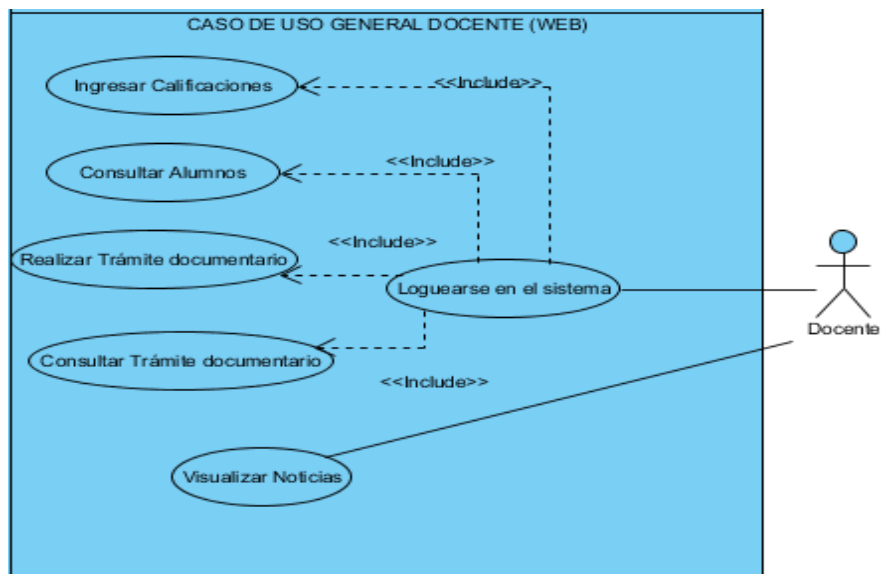 CASO DE USO GENERAL DOCENTE (WEB)
Ingresar Calificaciones
<<Include>>
Consultar Alumnos
<<Include>>
Realizar Trámite documentario
<<Include>>
Loguearse en el sistema
Docente
Consultar Trámite documentario
<<Include>>
Visualizar Noticias